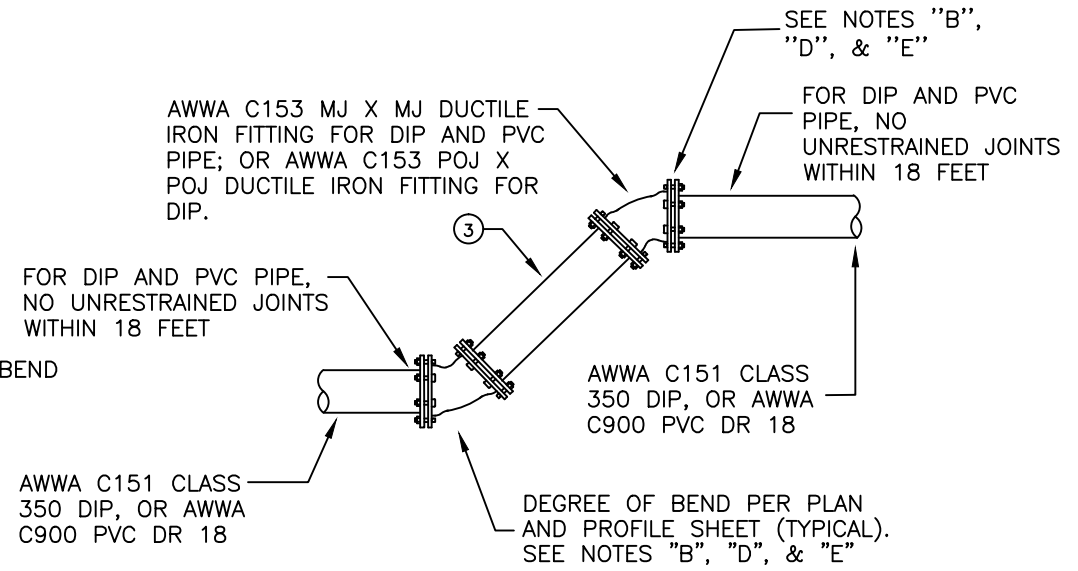 SEE NOTES "B",
"D", & "E"
FOR DIP AND PVC
PIPE, NO
UNRESTRAINED JOINTS
WITHIN 18 FEET
AWWA C153 MJ X MJ DUCTILE
IRON FITTING FOR DIP AND PVC
PIPE; OR AWWA C153 POJ X
POJ DUCTILE IRON FITTING FOR
DIP.
3
FOR DIP AND PVC PIPE,
NO UNRESTRAINED JOINTS
WITHIN 18 FEET
BEND
AWWA C151 CLASS
350 DIP, OR AWWA
C900 PVC DR 18
AWWA C151 CLASS
350 DIP, OR AWWA
C900 PVC DR 18
DEGREE OF BEND PER PLAN
AND PROFILE SHEET (TYPICAL).
SEE NOTES "B", "D", & "E"